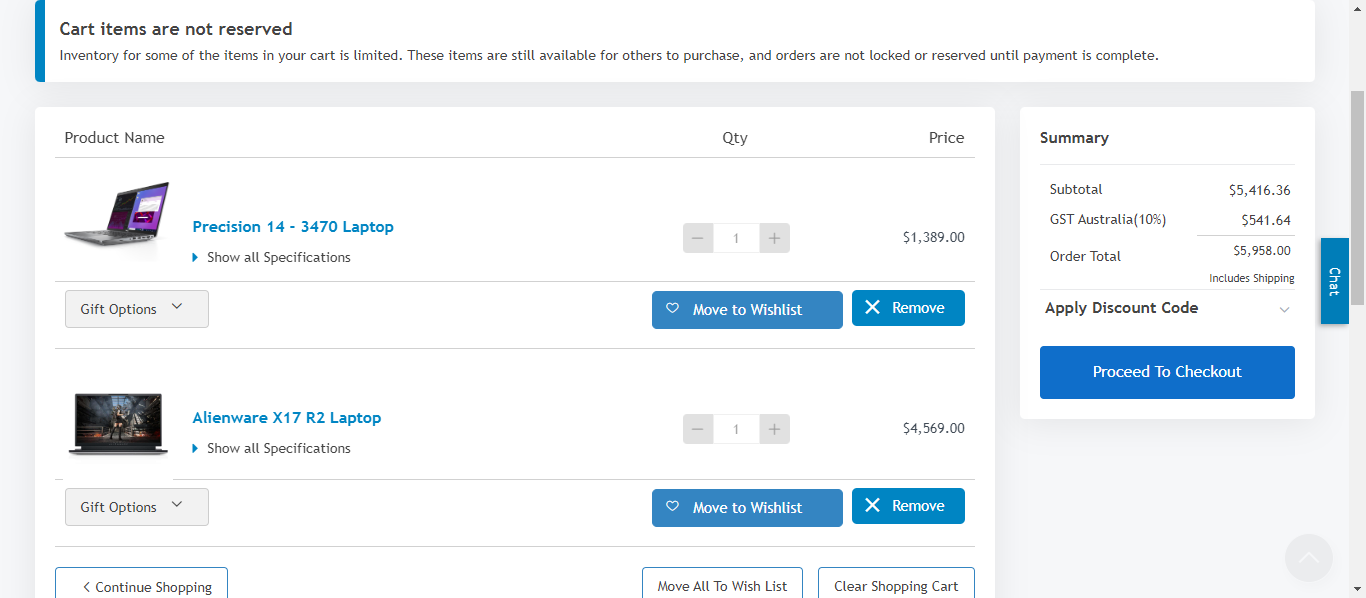 Cart items are not reserved
Inventory for some of the items in your cart is limited. These items are still available for others to purchase, and orders are not locked or reserved until payment is complete.
Product Name Qty Price
Precision 14 - 3470 Laptop
Show all Specifications
1
$1,389.00
Gift Options
Move to Wishlist
Remove
Alienware X17 R2 Laptop
Show all Specifications
1
$4,569.00
Gift Options
Move to Wishlist
Remove
Continue Shopping
Move All To Wish List
Clear Shopping Cart
Summary
Subtotal $5,416.36
GST Australia(10%) $541.64
Order Total $5,958.00
Includes Shipping
Apply Discount Code
Proceed To Checkout
Chat